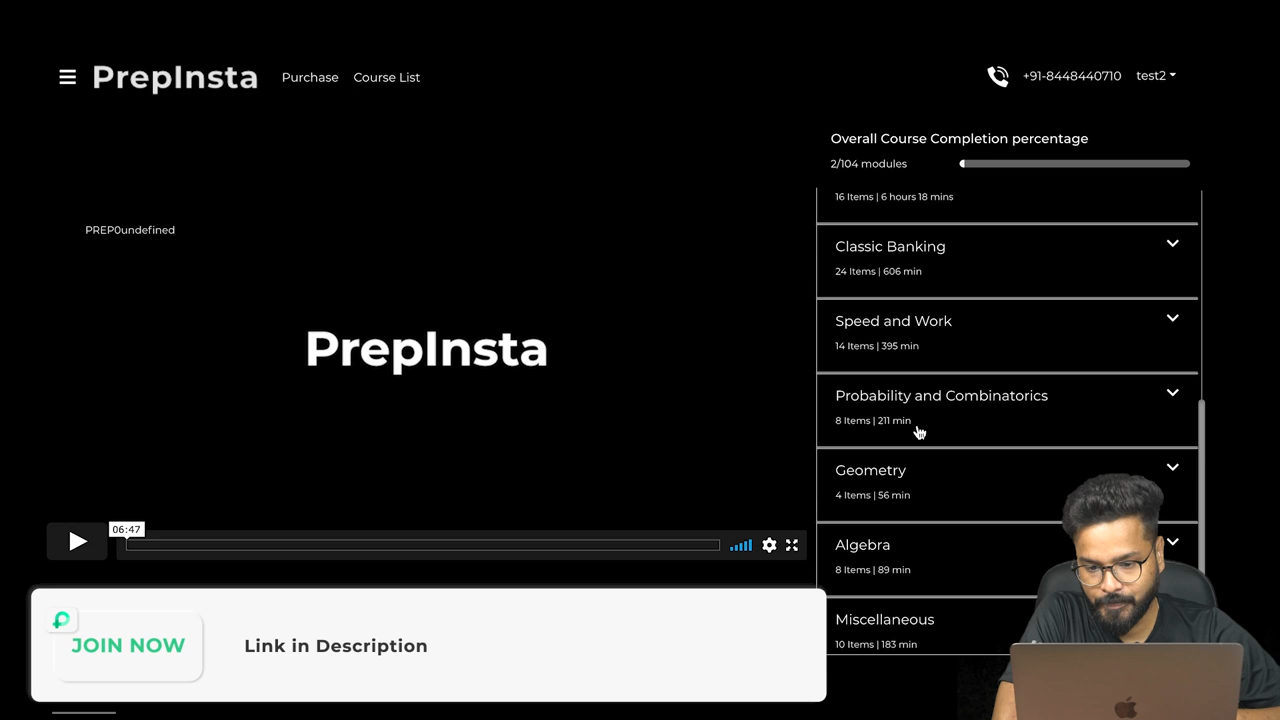 PrepInsta
Purchase
Course List
+91-8448440710
test2
Overall Course Completion percentage
2/104 modules
16 Items | 6 hours 18 mins
PREP0undefined
Classic Banking
24 Items | 606 min
Speed and Work
14 Items | 395 min
PrepInsta
Probability and Combinatorics
8 Items | 211 min
Geometry
4 Items | 56 min
06:47
Algebra
8 Items | 89 min
Miscellaneous
10 Items | 183 min
JOIN NOW
Link in Description